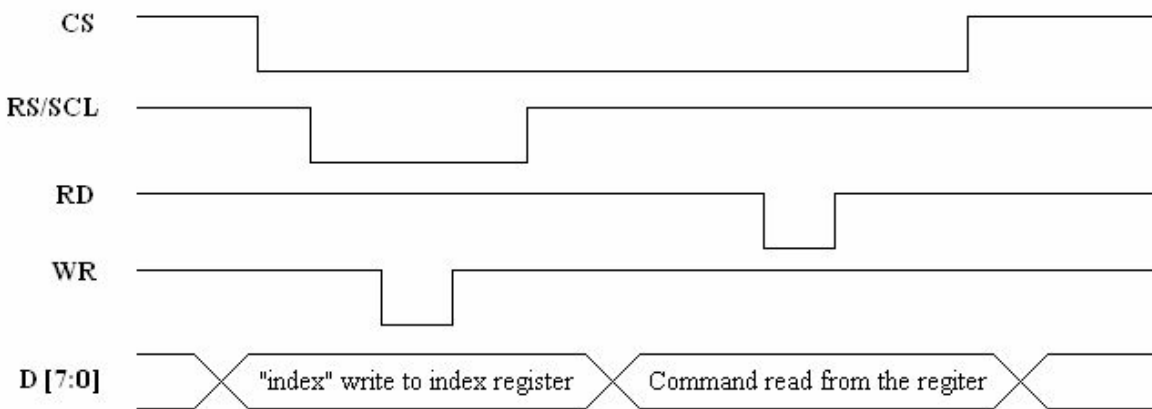 CS
RS/SCL
RD
WR
D [7:0]
"index" write to index register
Command read from the regiter